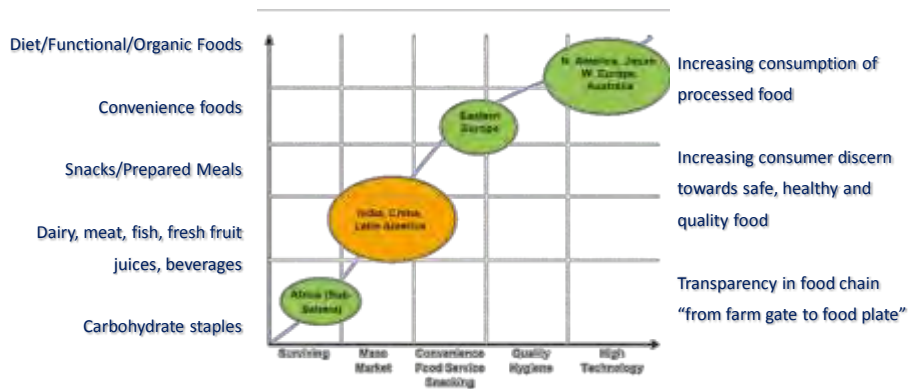 Diet/Functional/Organic Foods
Convenience foods
Snacks/Prepared Meals
Dairy, meat, fish, fresh fruit
juices, beverages
Carbohydrate staples
N. America, Japan
W. Europe,
Australia
Eastern
Europe
India, China,
Latin America
Africa (Sub-
Sahara)
Surviving
Mass
Market
Convenience
Food Service
Snacking
Quality
Hygiene
High
Technology
Increasing consumption of
processed food
Increasing consumer discern
towards safe, healthy and
quality food
Transparency in food chain
“from farm gate to food plate”